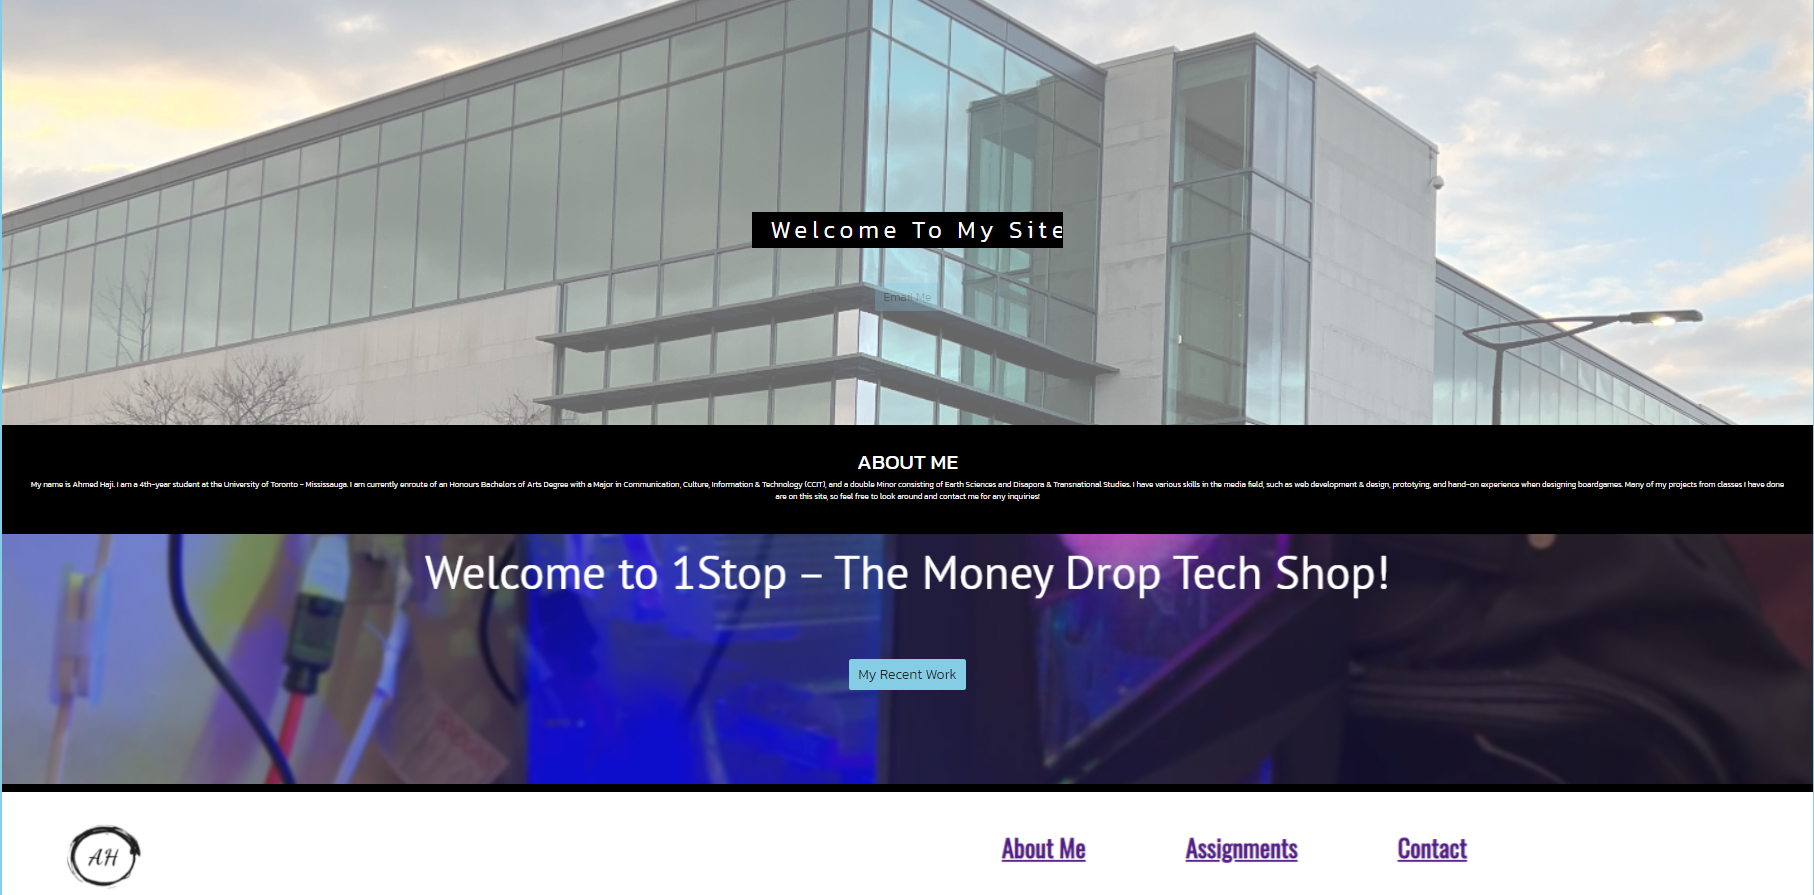 Welcome To My Site
Email Me
ABOUT ME
My name is Ahmed Haji. I am a 4th-year student at the University of Toronto - Mississauga. I am currently enroute of an Honours Bachelors of Arts Degree with a Major in Communication, Culture, Information & Technology (CCIT), and a double Minor consisting of Earth Sciences and Disapora & Transnational Studies. I have various skills in the media field, such as web development & design, prototying, and hand-on experience when designing boardgames. Many of my projects from classes I have done
are on this site, so feel free to look around and contact me for any inquiries!
Welcome to 1Stop – The Money Drop Tech Shop!
My Recent Work
AH
About Me
Assignments
Contact